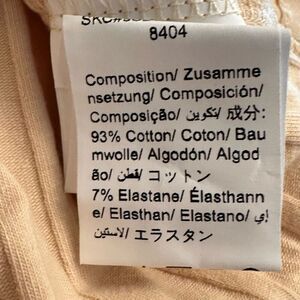 8404
Composition/ Zusamme
nsetzung/ Composición/
Composição/ تكوين/ 成分:
93% Cotton/ Coton/ Bau
mwolle/ Algodón/ Algod
ão/ قطن/ コットン
7% Elastane/ Élasthann
e/ Elasthan/ Elastano/ إي
لاستين/ エラスタン